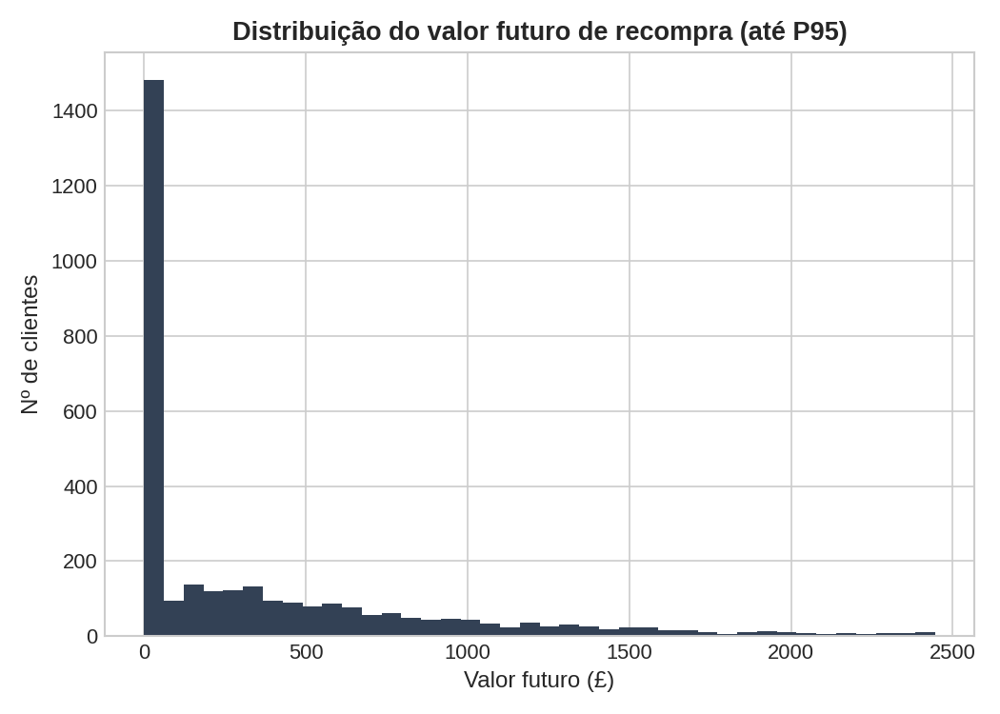 Distribuição do valor futuro de recompra (até P95)
Nº de clientes
1400
1200
1000
800
600
400
200
0
0 500 1000 1500 2000 2500
Valor futuro (£)